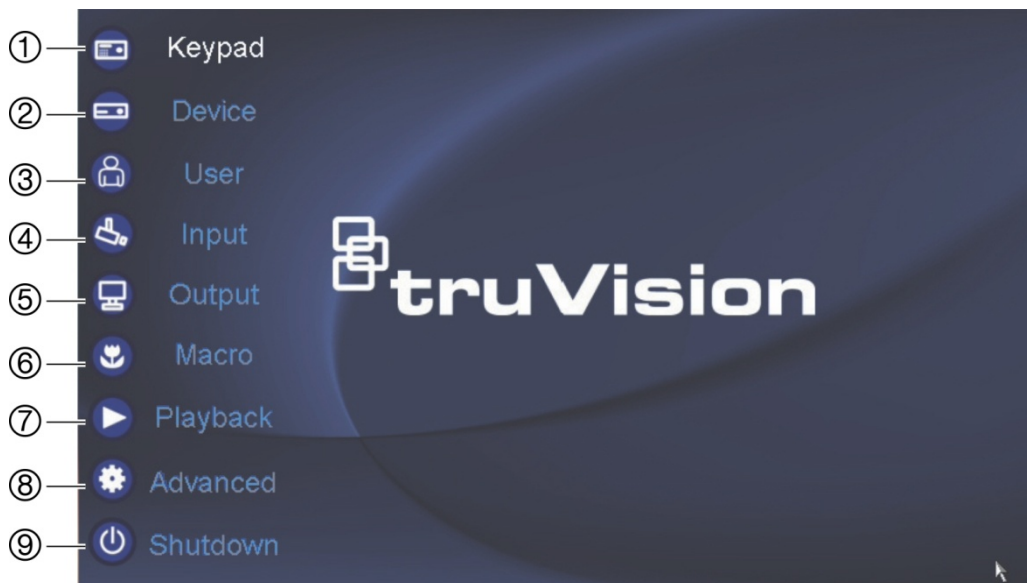 ① Keypad
② Device
③ User
④ Input
⑤ Output
⑥ Macro
⑦ Playback
⑧ Advanced
⑨ Shutdown
truVision